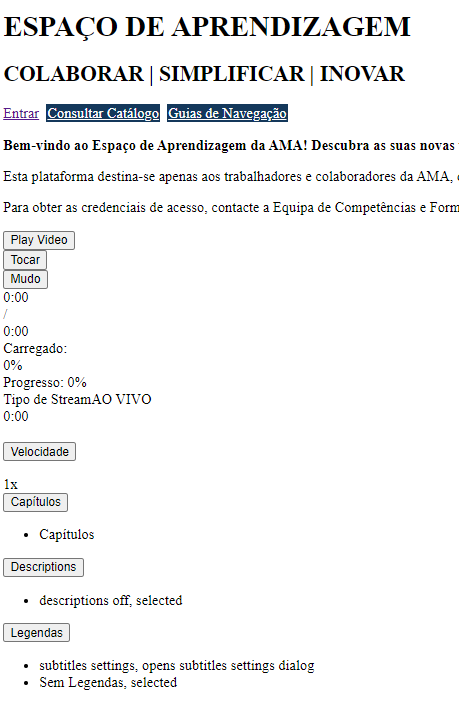 ESPAÇO DE APRENDIZAGEM
COLABORAR | SIMPLIFICAR | INOVAR
Entrar Consultar Catálogo Guias de Navegação
Bem-vindo ao Espaço de Aprendizagem da AMA! Descubra as suas novas
Esta plataforma destina-se apenas aos trabalhadores e colaboradores da AMA,
Para obter as credenciais de acesso, contacte a Equipa de Competências e Form
Play Video
Tocar
Mudo
0:00
/
0:00
Carregado:
0%
Progresso: 0%
Tipo de StreamAO VIVO
0:00
Velocidade
1x
Capítulos
• Capítulos
Descriptions
• descriptions off, selected
Legendas
• subtitles settings, opens subtitles settings dialog
• Sem Legendas, selected